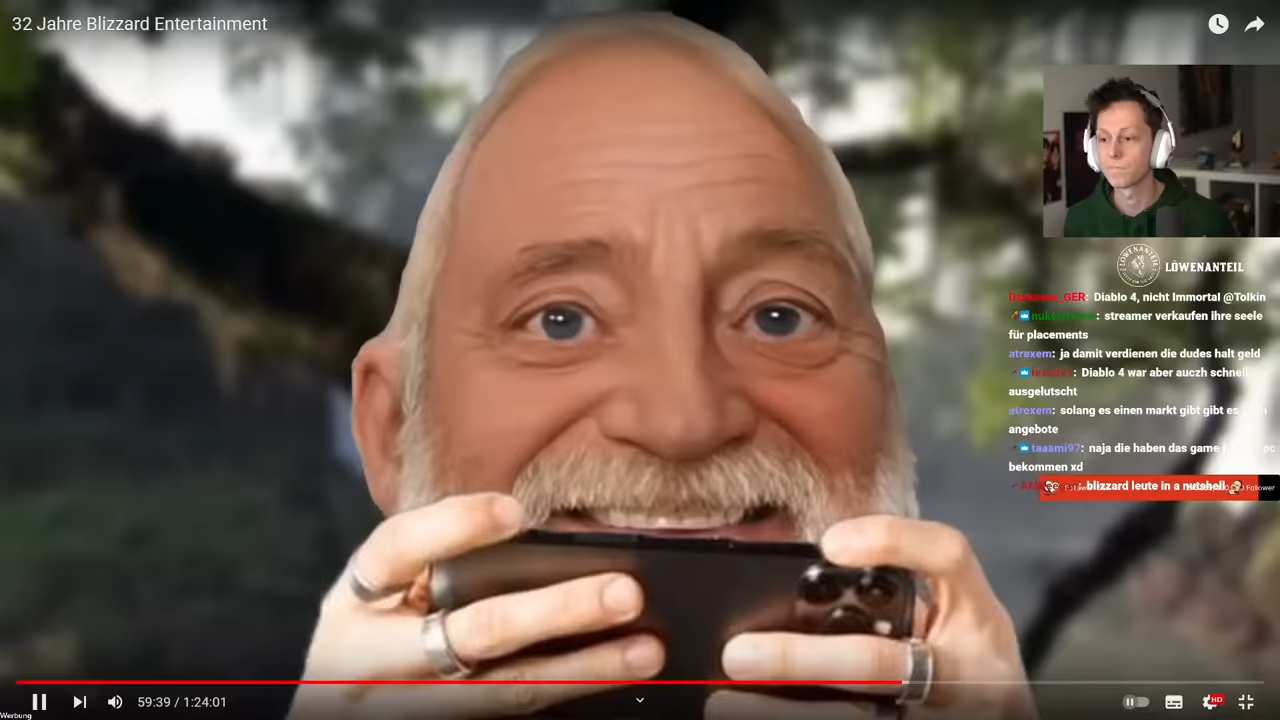 32 Jahre Blizzard Entertainment
LÖWENANTEIL
Diablo 4, nicht Immortal @Tolkin
: streamer verkaufen ihre seele
für placements
atrexem: ja damit verdienen die dudes halt geld
: Diablo 4 war aber auczh schnell
ausgelutscht
atrexem: solang es einen markt gibt gibt es
angebote
taaami97: naja die haben das game pc
bekommen xd
: blizzard leute in a nutshell
Follower
59:39 / 1:24:01
HD
Werbung